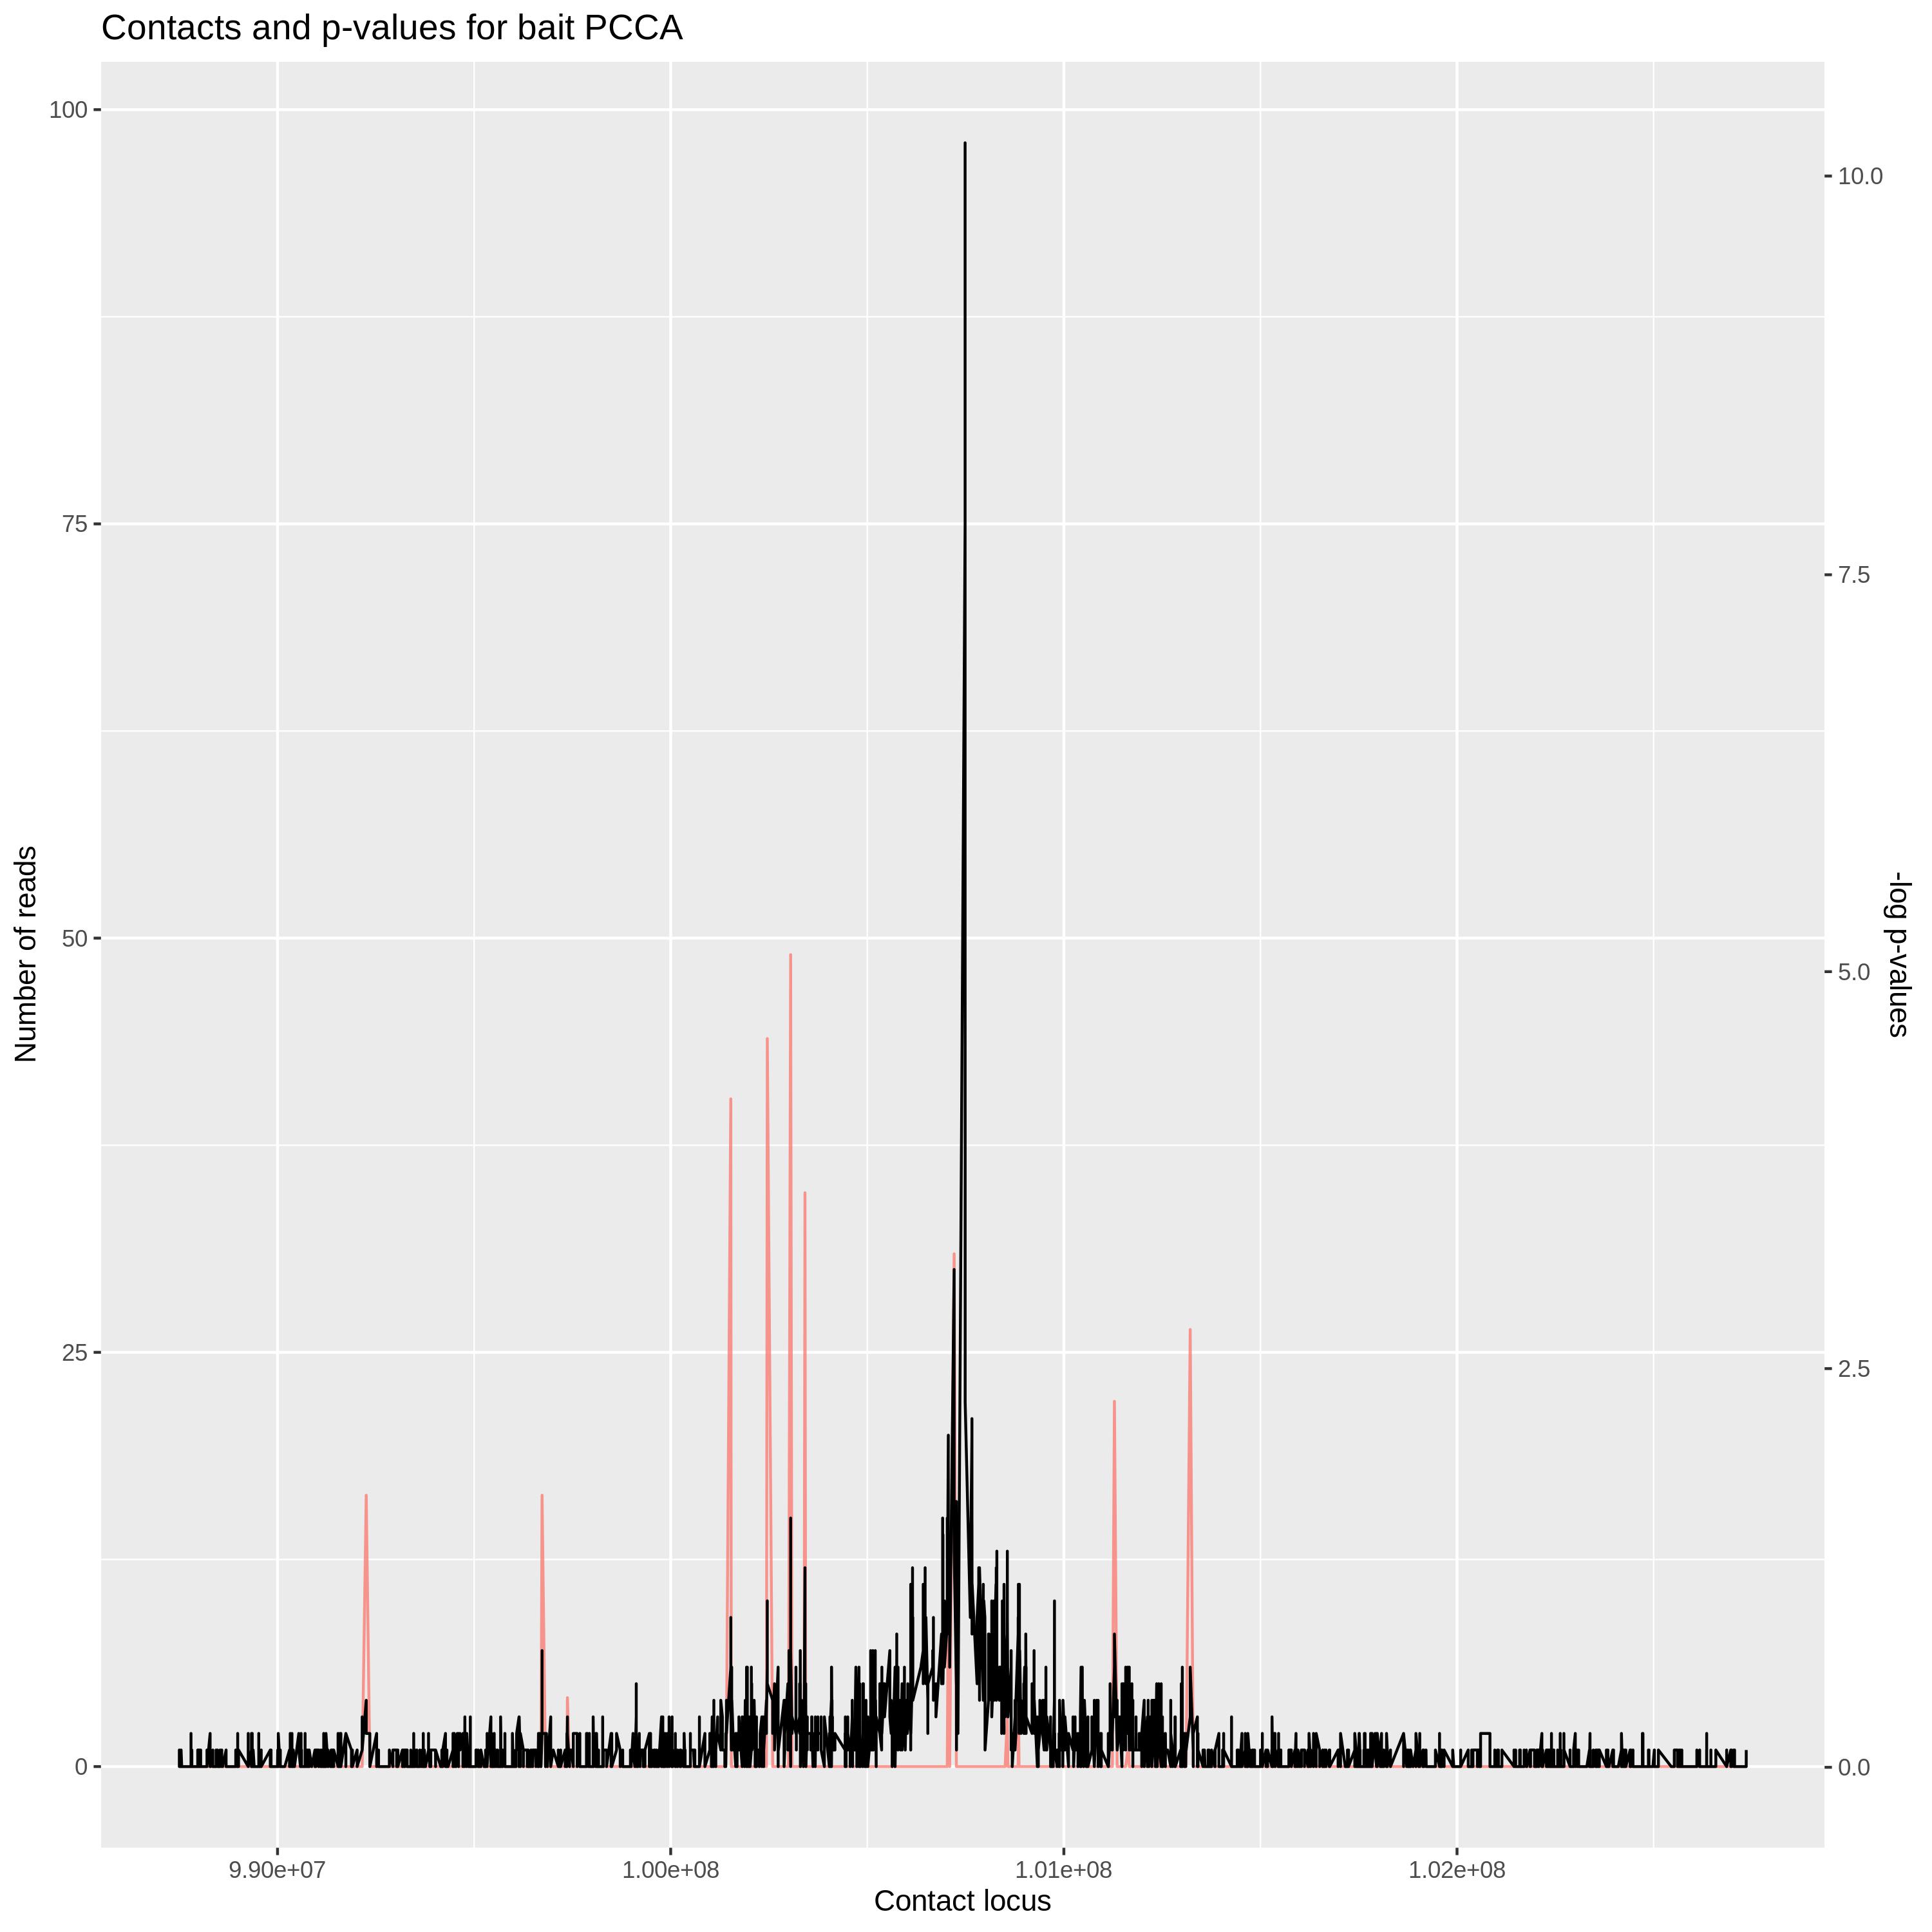 Contacts and p-values for bait PCCA
100
75
50
25
0
Number of reads
10.0
7.5
5.0
2.5
0.0
-log p-values
9.90e+07
1.00e+08
1.01e+08
1.02e+08
Contact locus